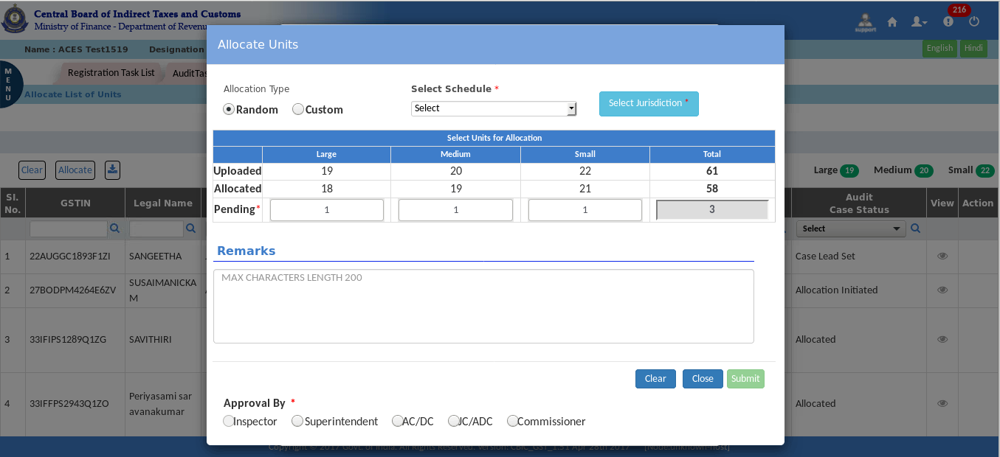 Central Board of Indirect Taxes and Customs
Ministry of Finance - Department of Revenu
216
support
Name : ACES Test1519 Designation
English Hindi
MENU
Registration Task List AuditTas
Allocate List of Units
Allocate Units
Allocation Type Select Schedule * Select Jurisdiction *
Random Custom Select
Select Units for Allocation
Large Medium Small Total
Uploaded 19 20 22 61
Allocated 18 19 21 58
Pending* 1 1 1 3
Clear Allocate
Large 19 Medium 20 Small 22
Sl. No. GSTIN Legal Name Audit Case Status View Action
Select
1 22AUGGC1893F1ZI SANGEETHA Case Lead Set
2 27BODPM4264E6ZV SUSAIMANICKA
M Allocation Initiated
3 33IFIPS1289Q1ZG SAVITHIRI Allocated
4 33IFFPS2943Q1ZO Periyasami sar
avanakumar Allocated
Remarks
MAX CHARACTERS LENGTH 200
Clear Close Submit
Approval By *
Inspector Superintendent AC/DC JC/ADC Commissioner
Copyright © 2017 Govt. of India. All Rights Reserved. Version: CBIC_GST_1.51 Apr 28th 2017 [Node:unknown-host]